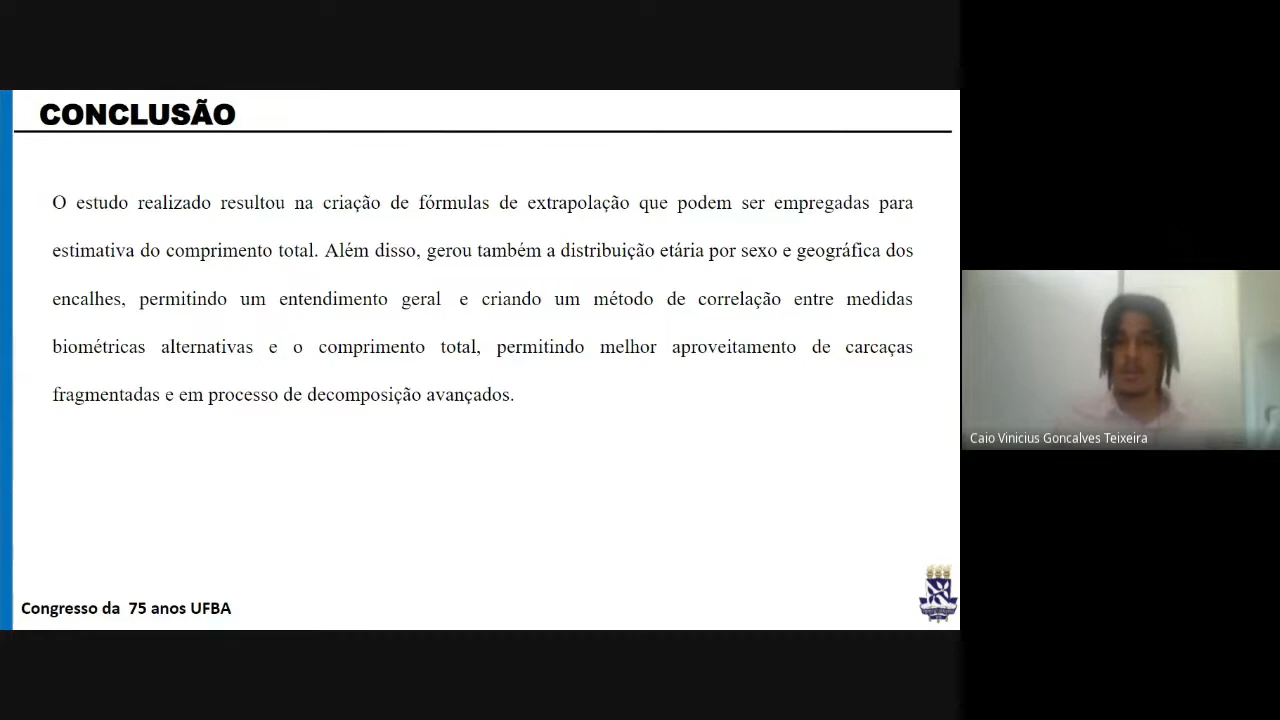 CONCLUSÃO
O estudo realizado resultou na criação de fórmulas de extrapolação que podem ser empregadas para
estimativa do comprimento total. Além disso, gerou também a distribuição etária por sexo e geográfica dos
encalhes, permitindo um entendimento geral e criando um método de correlação entre medidas
biométricas alternativas e o comprimento total, permitindo melhor aproveitamento de carcaças
fragmentadas e em processo de decomposição avançados.
Caio Vinicius Goncalves Teixeira
Congresso da 75 anos UFBA